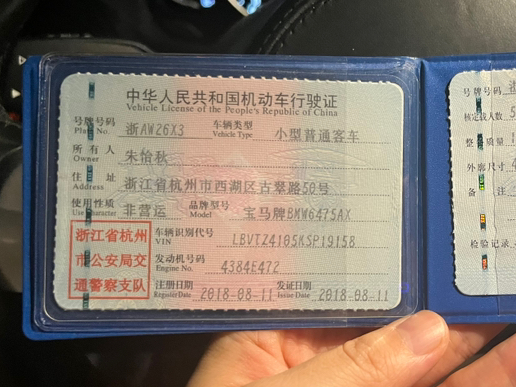 中华人民共和国机动车行驶证
Vehicle License of the People's Republic of China
号牌号码 浙AW26X3 车辆类型 小型普通客车
Plate No. Vehicle Type
所有人 朱怡秋
Owner
住址 浙江省杭州市西湖区古翠路50号
Address
使用性质 非营运 品牌型号 宝马牌BMW6475AX
Use Character Model
浙江省杭州
市公安局交
通警察支队
车辆识别代号 LBVTZ4105KSP19158
VIN
发动机号码 4384E472
Engine No.
注册日期 2018-08-11 发证日期 2018-08-11
Register Date Issue Date
号牌号码
核定载人数 5
整
外廓尺寸 4
备注
检验记录